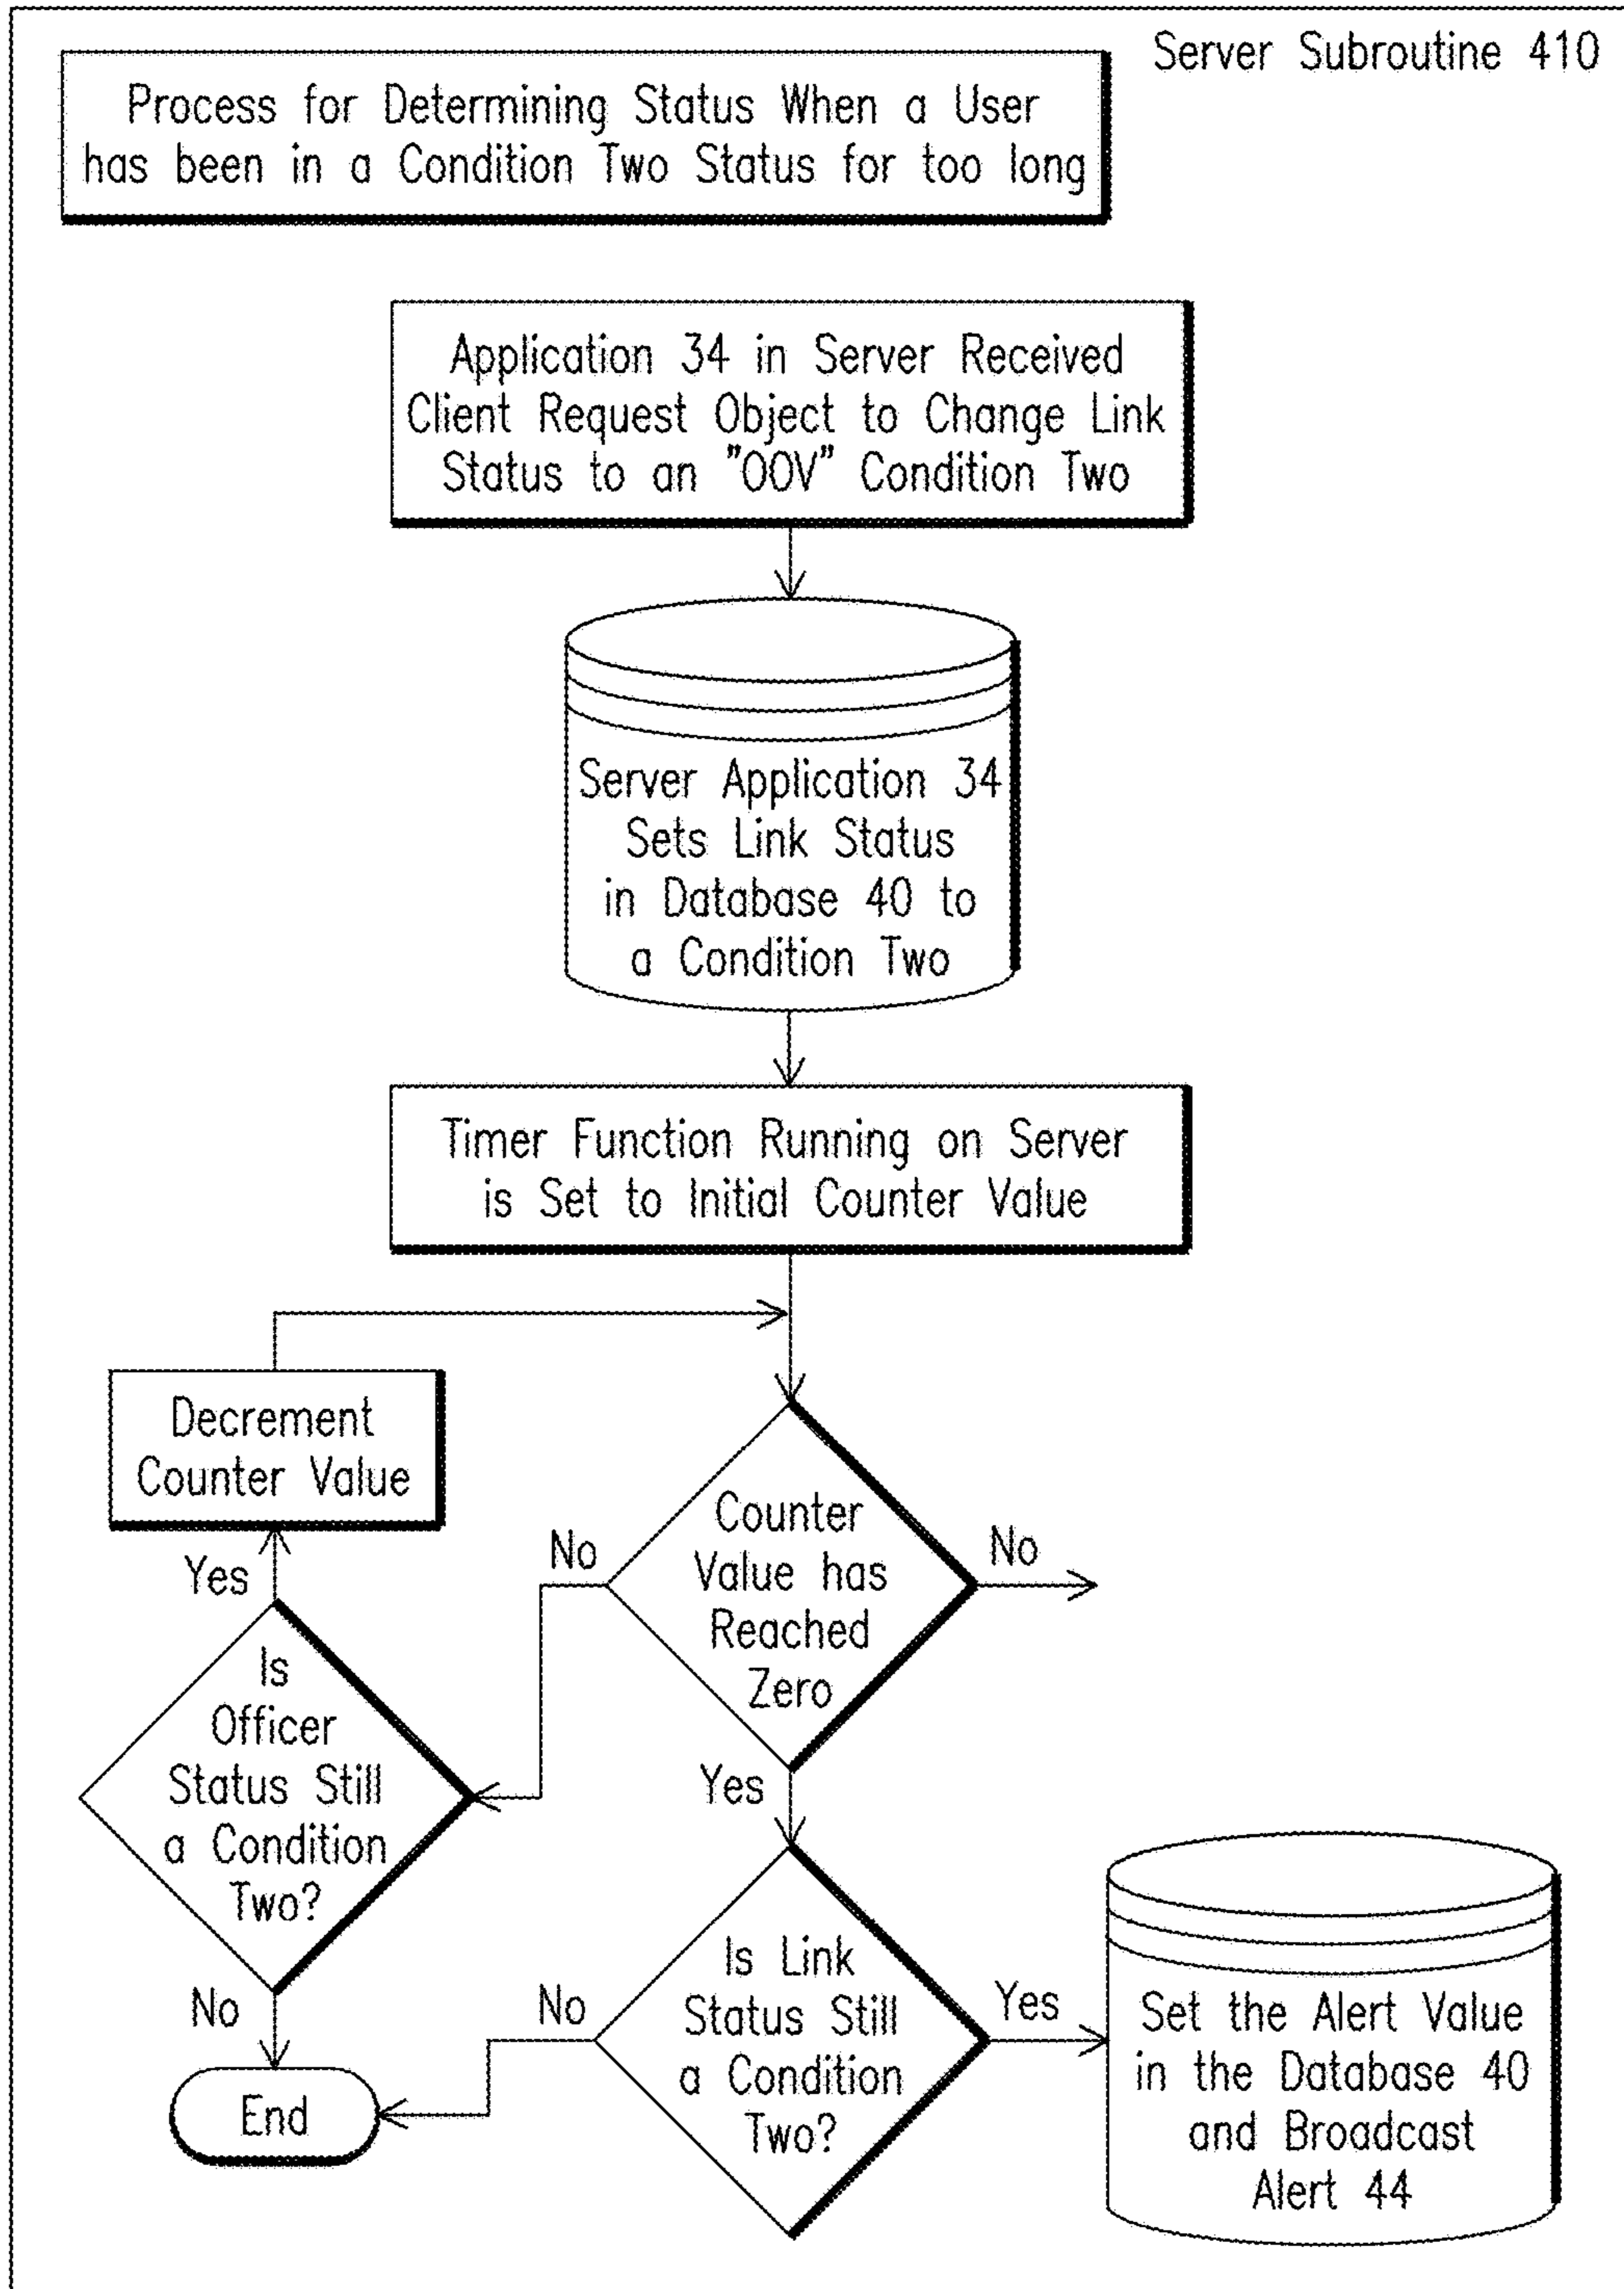 Server Subroutine 410
Process for Determining Status When a User
has been in a Condition Two Status for too long
Application 34 in Server Received
Client Request Object to Change Link
Status to an "OOV" Condition Two
Server Application 34
Sets Link Status
in Database 40 to
a Condition Two
Timer Function Running on Server
is Set to Initial Counter Value
Decrement
Counter Value
Counter
Value has
Reached
Zero
No
No
Yes
Is
Officer
Status Still
a Condition
Two?
Yes
No
End
Is Link
Status Still
a Condition
Two?
No
Yes
Set the Alert Value
in the Database 40
and Broadcast
Alert 44